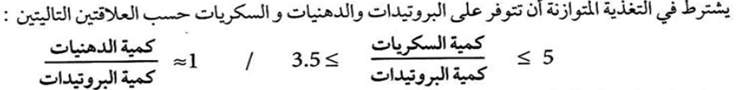 يشترط في التغذية المتوازنة أن تتوفر على البروتيدات والدهنيات و السكريات حسب العلاقتين التاليتين :
كمية الدهنيات / كمية البروتيدات ≈1 / 3.5 ≤ كمية السكريات / كمية البروتيدات ≤ 5